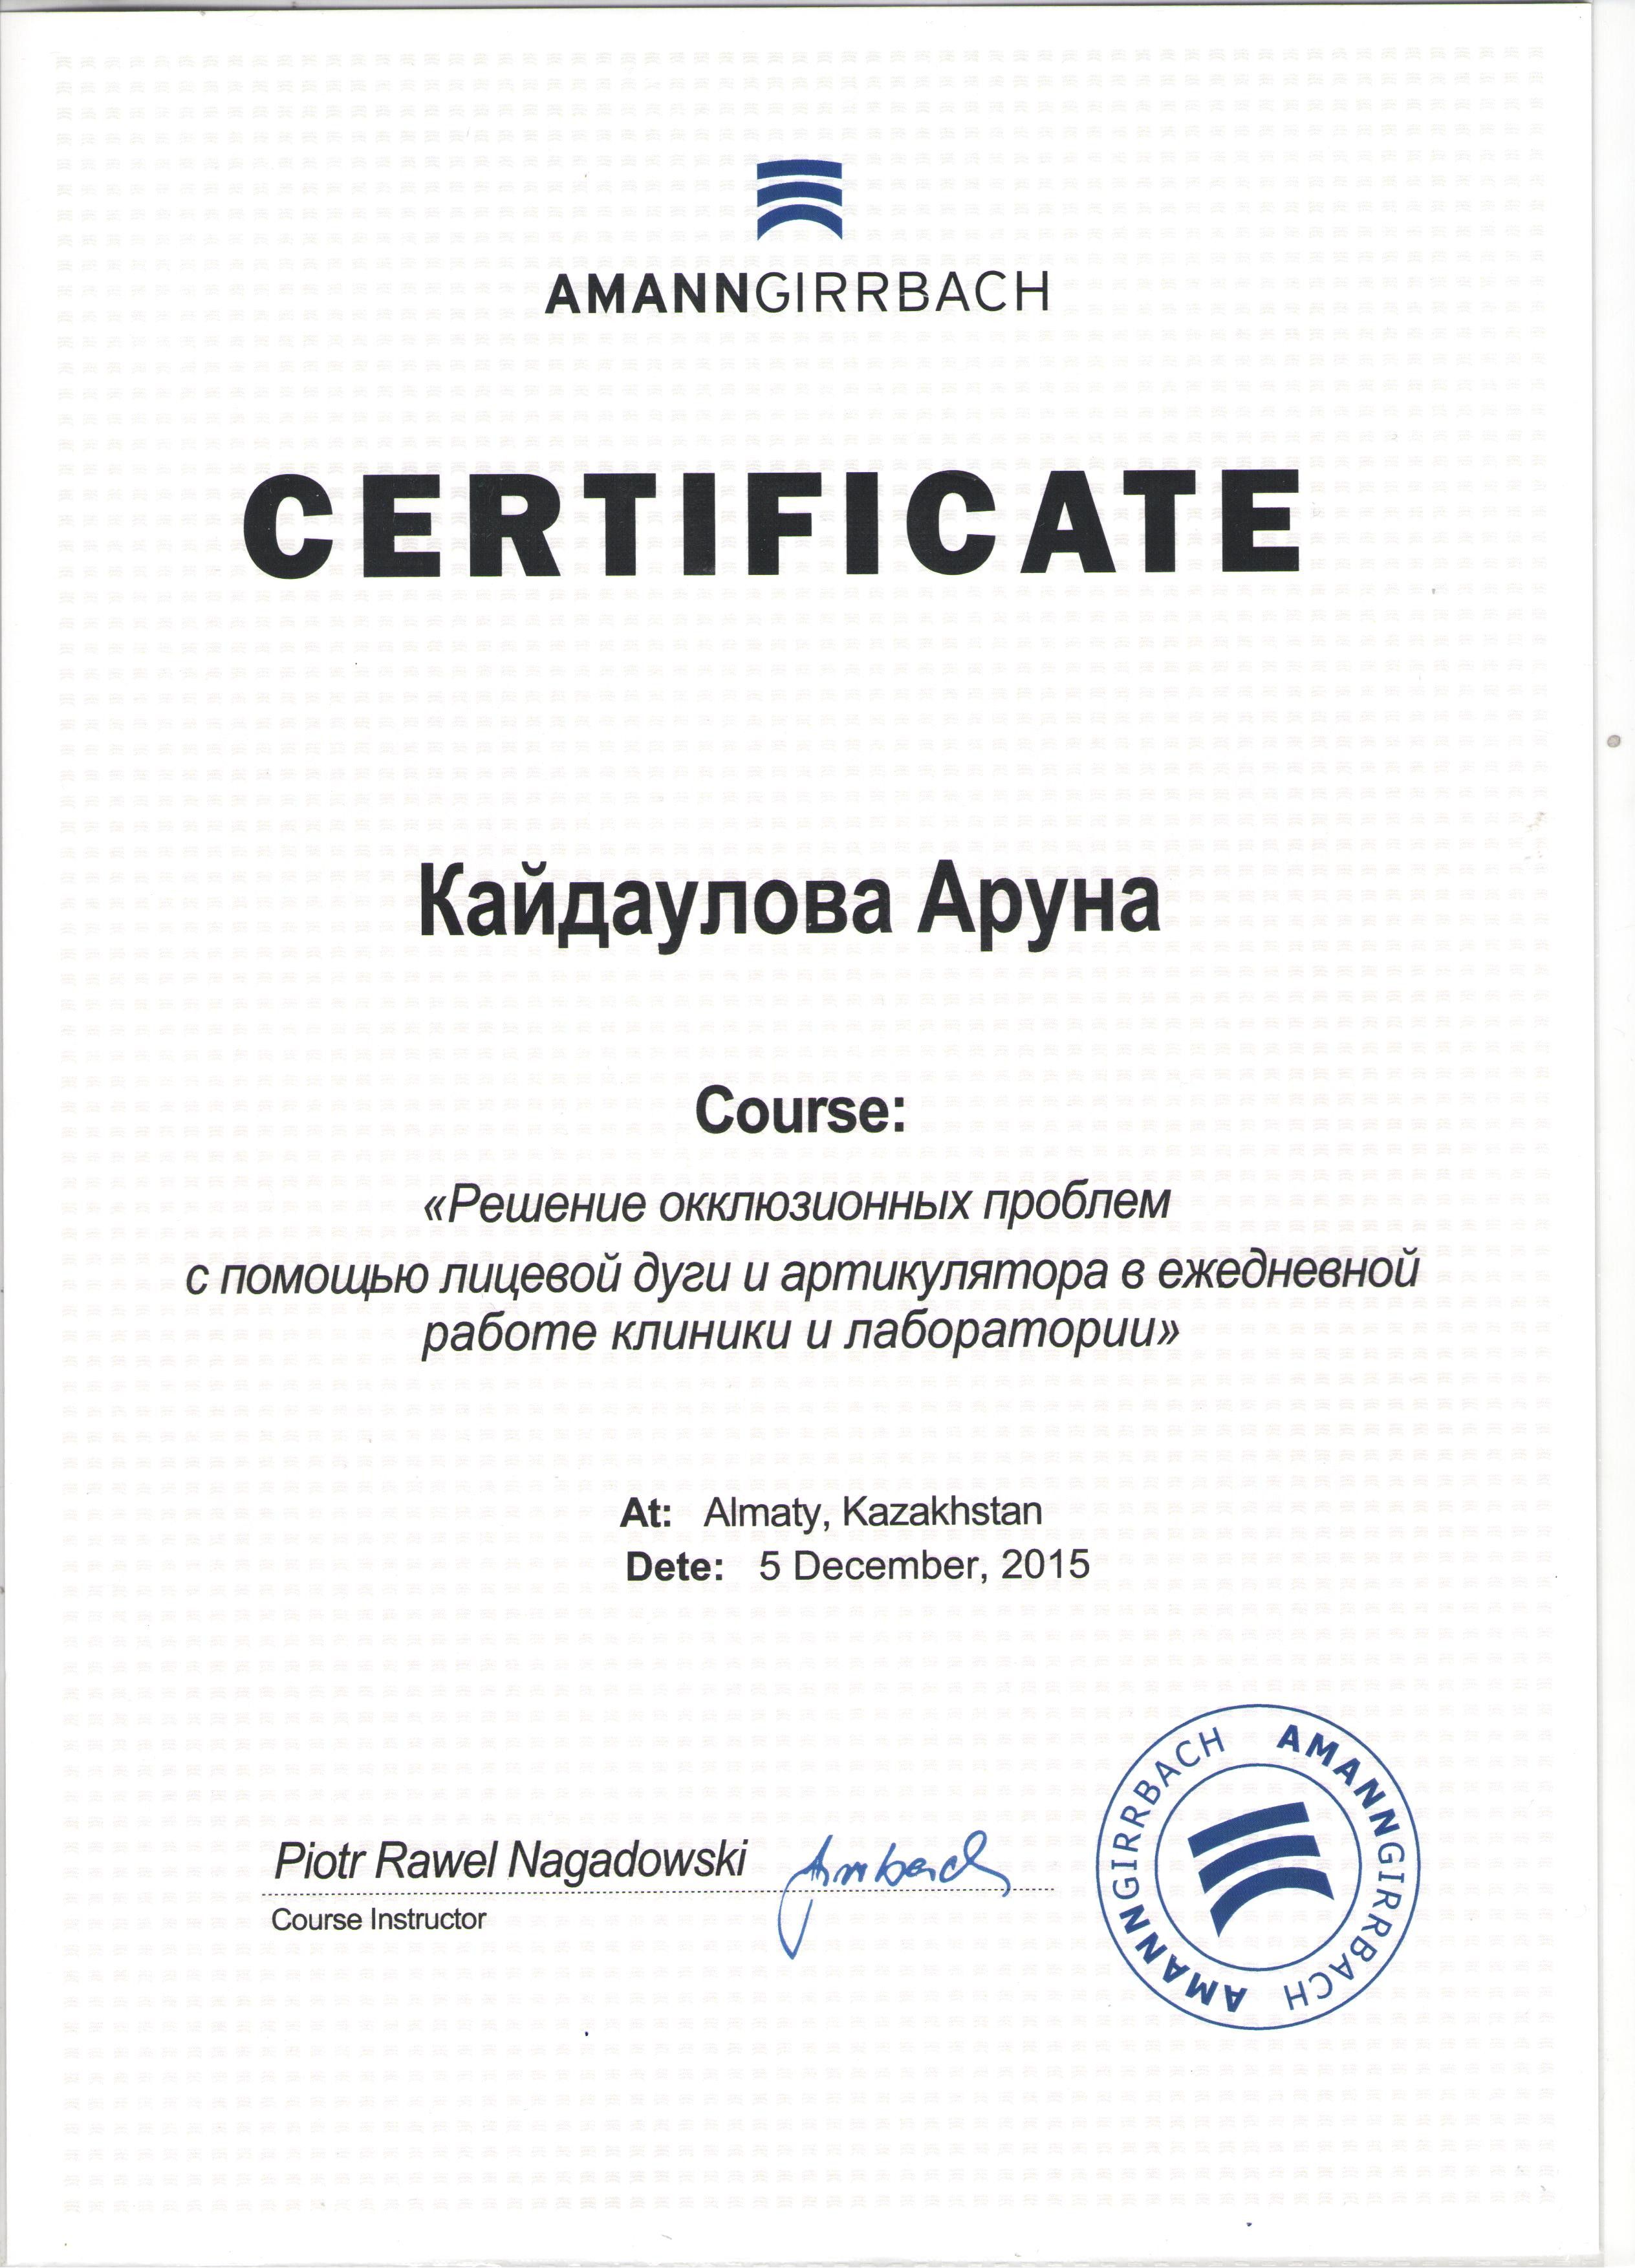 AMANNGIRRBACH
CERTIFICATE
Кайдаулова Аруна
Course:
«Решение окклюзионных проблем
с помощью лицевой дуги и артикулятора в ежедневной
работе клиники и лаборатории»
At: Almaty, Kazakhstan
Dete: 5 December, 2015
Piotr Rawel Nagadowski
Course Instructor
AMANNGIRRBACH AMANNGIRRBACH